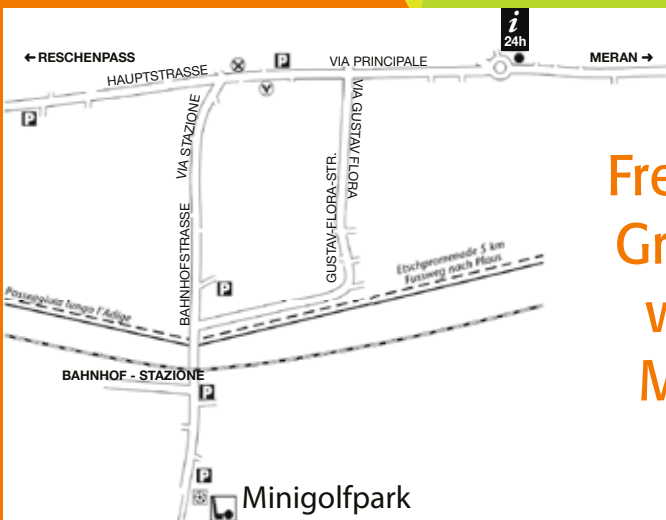 i
24h
← RESCHENPASS
VIA PRINCIPALE
MERAN →
HAUPTSTRASSE
P
P
VIA STAZIONE
VIA GUSTAV FLORA
GUSTAV-FLORA-STR.
BAHNHOFSTRASSE
Fre
Gr
Etschpromenade 5 km
Fussweg nach Plaus
P
Passeggiata lungo l'Adige
M
BAHNHOF - STAZIONE
P
P
Minigolfpark